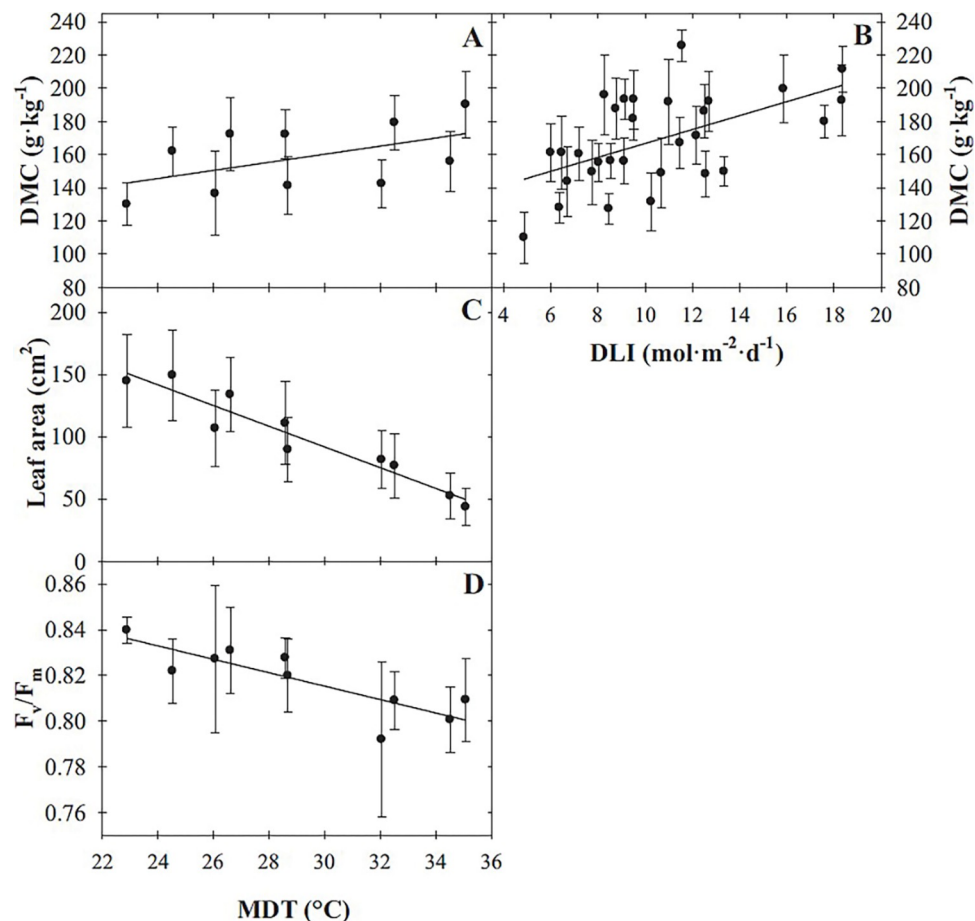 240
220
200
180
160
140
120
100
80
DMC (g·kg⁻¹)
A
B
240
220
200
180
160
140
120
100
80
DMC (g·kg⁻¹)
4 6 8 10 12 14 16 18 20
DLI (mol·m⁻²·d⁻¹)
200
150
100
50
0
Leaf area (cm²)
C
0.86
0.84
0.82
0.80
0.78
0.76
Fᵥ/Fₘ
D
22 24 26 28 30 32 34 36
MDT (°C)